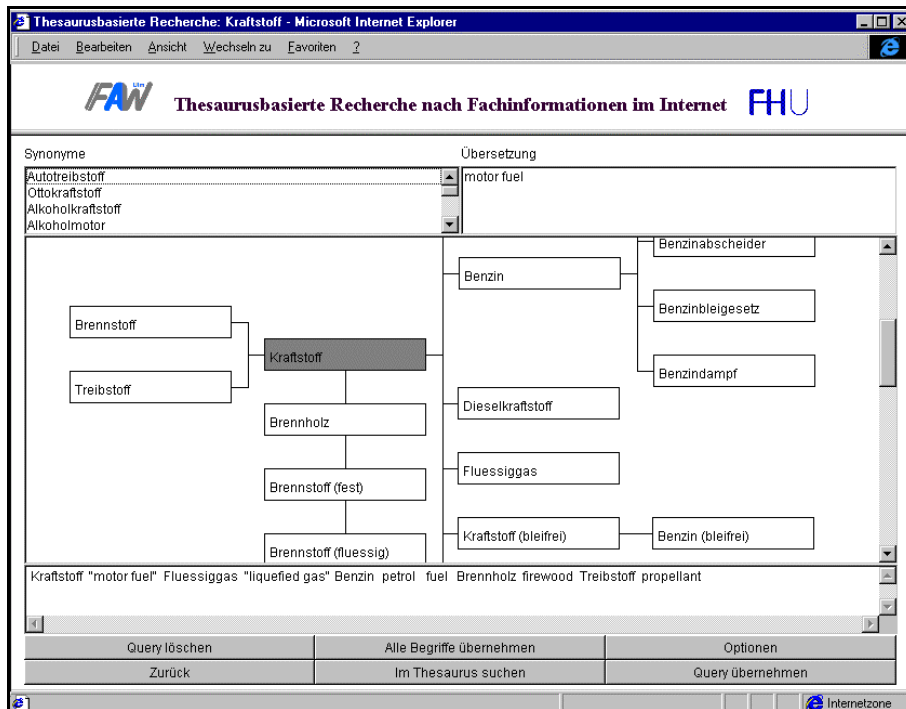 Thesaurusbasierte Recherche: Kraftstoff - Microsoft Internet Explorer
Datei Bearbeiten Ansicht Wechseln zu Favoriten ?
FAW Ulm Thesaurusbasierte Recherche nach Fachinformationen im Internet FHU
Synonyme Übersetzung
Autotreibstoff motor fuel
Ottokraftstoff
Alkoholkraftstoff
Alkoholmotor
Benzinabscheider
Benzin
Benzinbleigesetz
Brennstoff
Kraftstoff
Benzindampf
Treibstoff
Dieselkraftstoff
Brennholz
Fluessiggas
Brennstoff (fest)
Kraftstoff (bleifrei) Benzin (bleifrei)
Brennstoff (fluessig)
Kraftstoff "motor fuel" Fluessiggas "liquefied gas" Benzin petrol fuel Brennholz firewood Treibstoff propellant
Query löschen Alle Begriffe übernehmen Optionen
Zurück Im Thesaurus suchen Query übernehmen
Internetzone